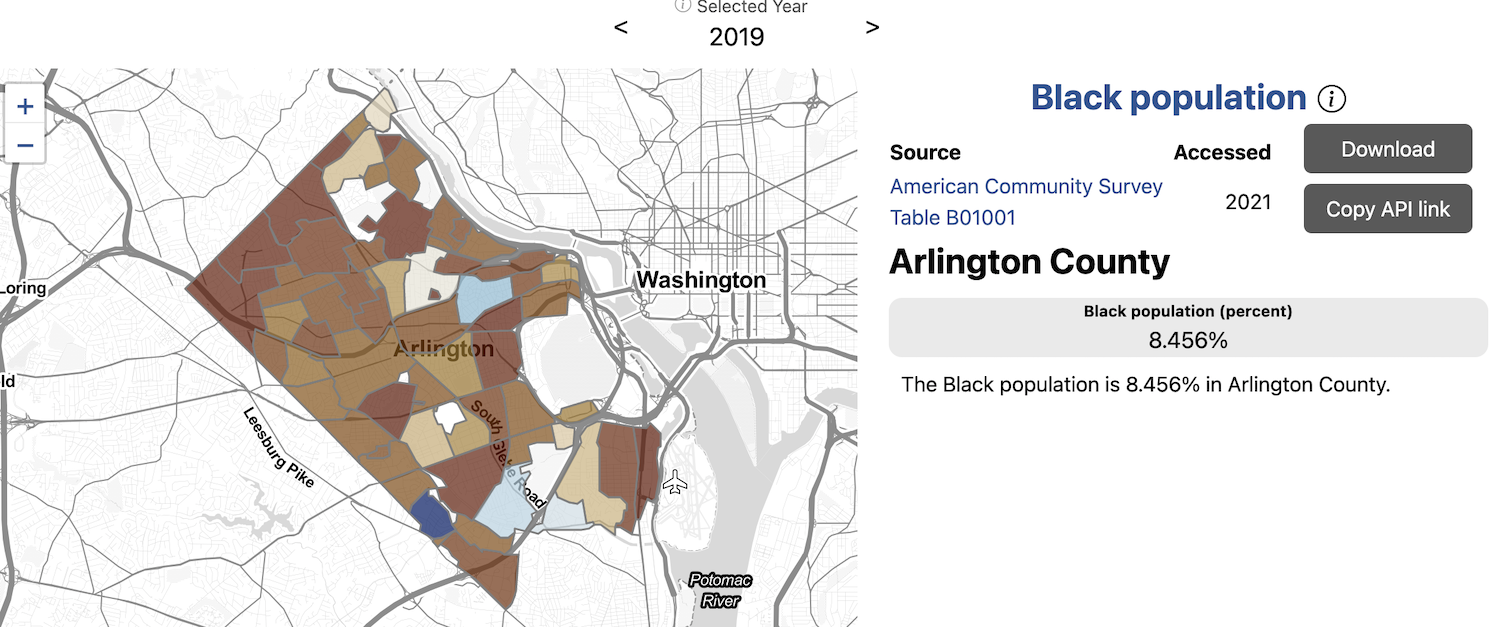 ⓘ Selected Year
<
2019
>
+
−
Loring
Washington
Arlington
ld
Leesburg Pike
South Glebe Road
Potomac
River
Black population ⓘ
Source
Accessed
Download
American Community Survey
Table B01001
2021
Copy API link
Arlington County
Black population (percent)
8.456%
The Black population is 8.456% in Arlington County.